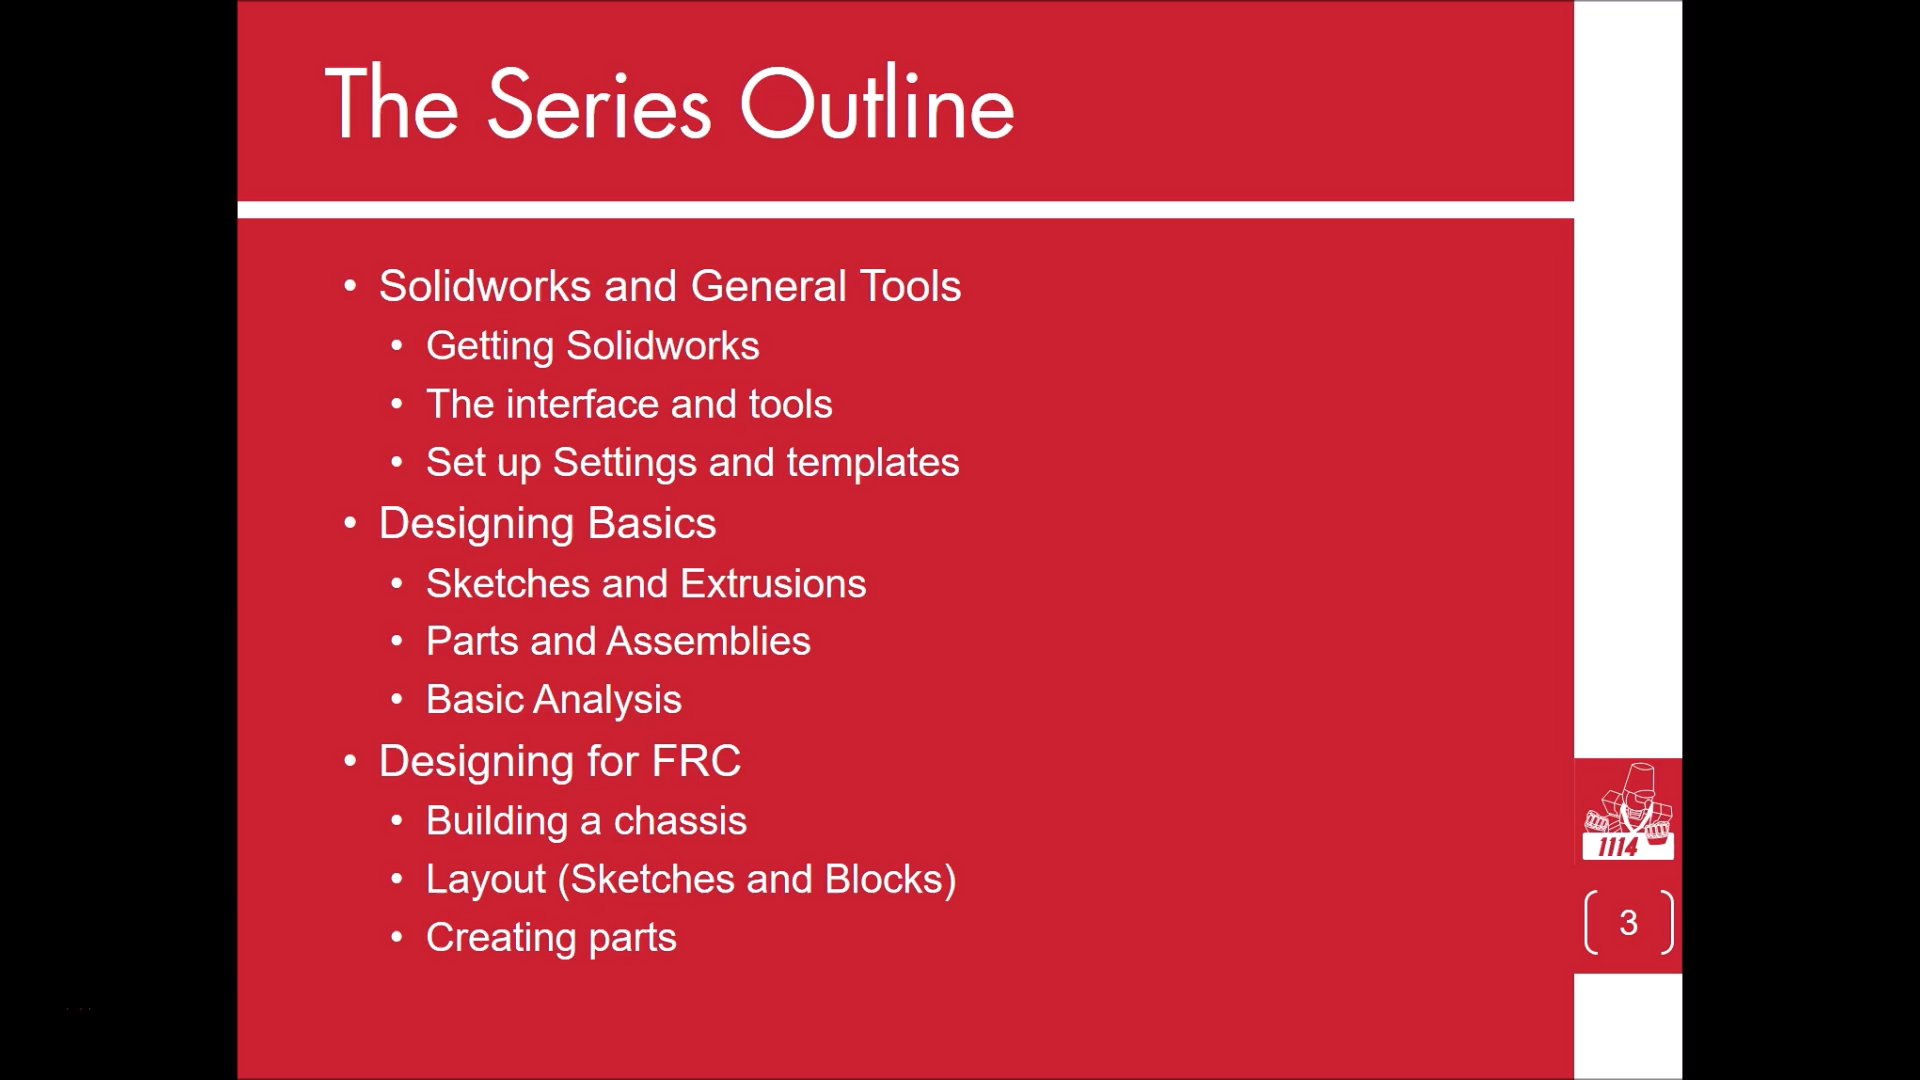 The Series Outline
• Solidworks and General Tools
• Getting Solidworks
• The interface and tools
• Set up Settings and templates
• Designing Basics
• Sketches and Extrusions
• Parts and Assemblies
• Basic Analysis
• Designing for FRC
• Building a chassis
• Layout (Sketches and Blocks)
• Creating parts
1114
3